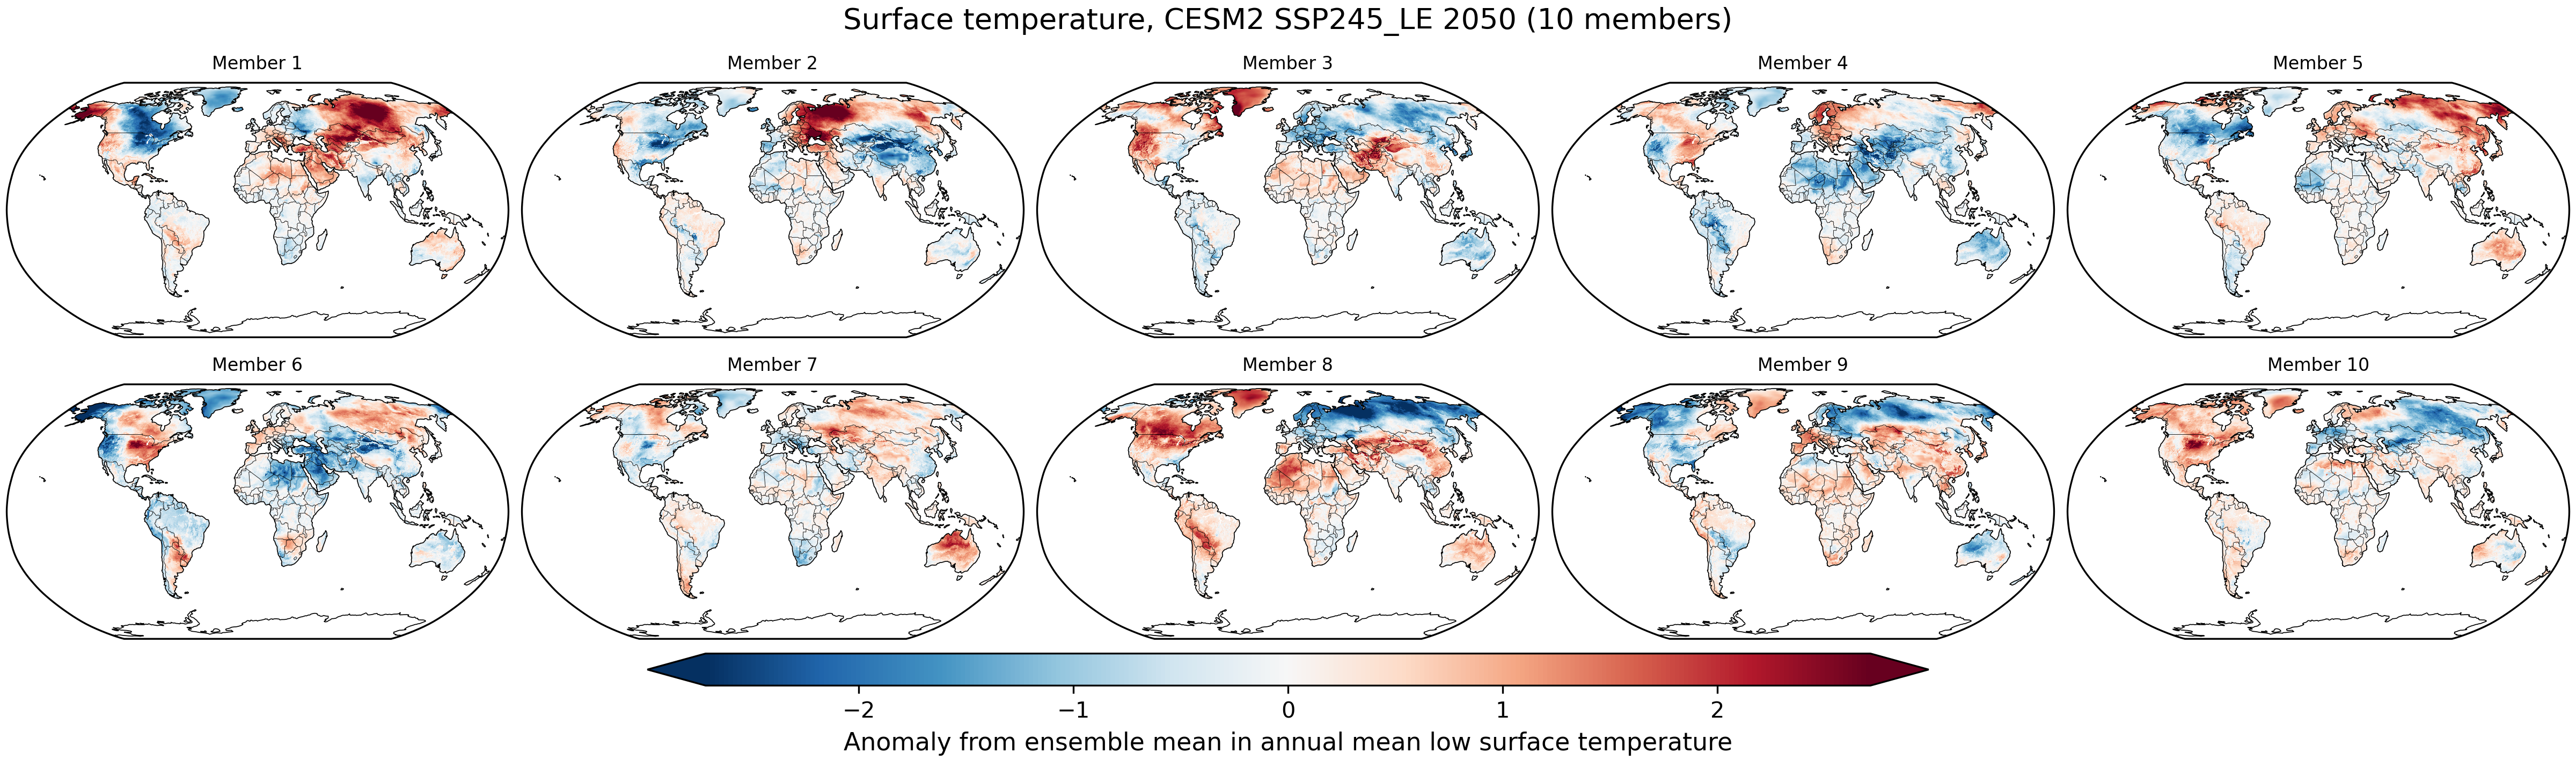 Surface temperature, CESM2 SSP245_LE 2050 (10 members)
Member 1
Member 2
Member 3
Member 4
Member 5
Member 6
Member 7
Member 8
Member 9
Member 10
−2 −1 0 1 2
Anomaly from ensemble mean in annual mean low surface temperature